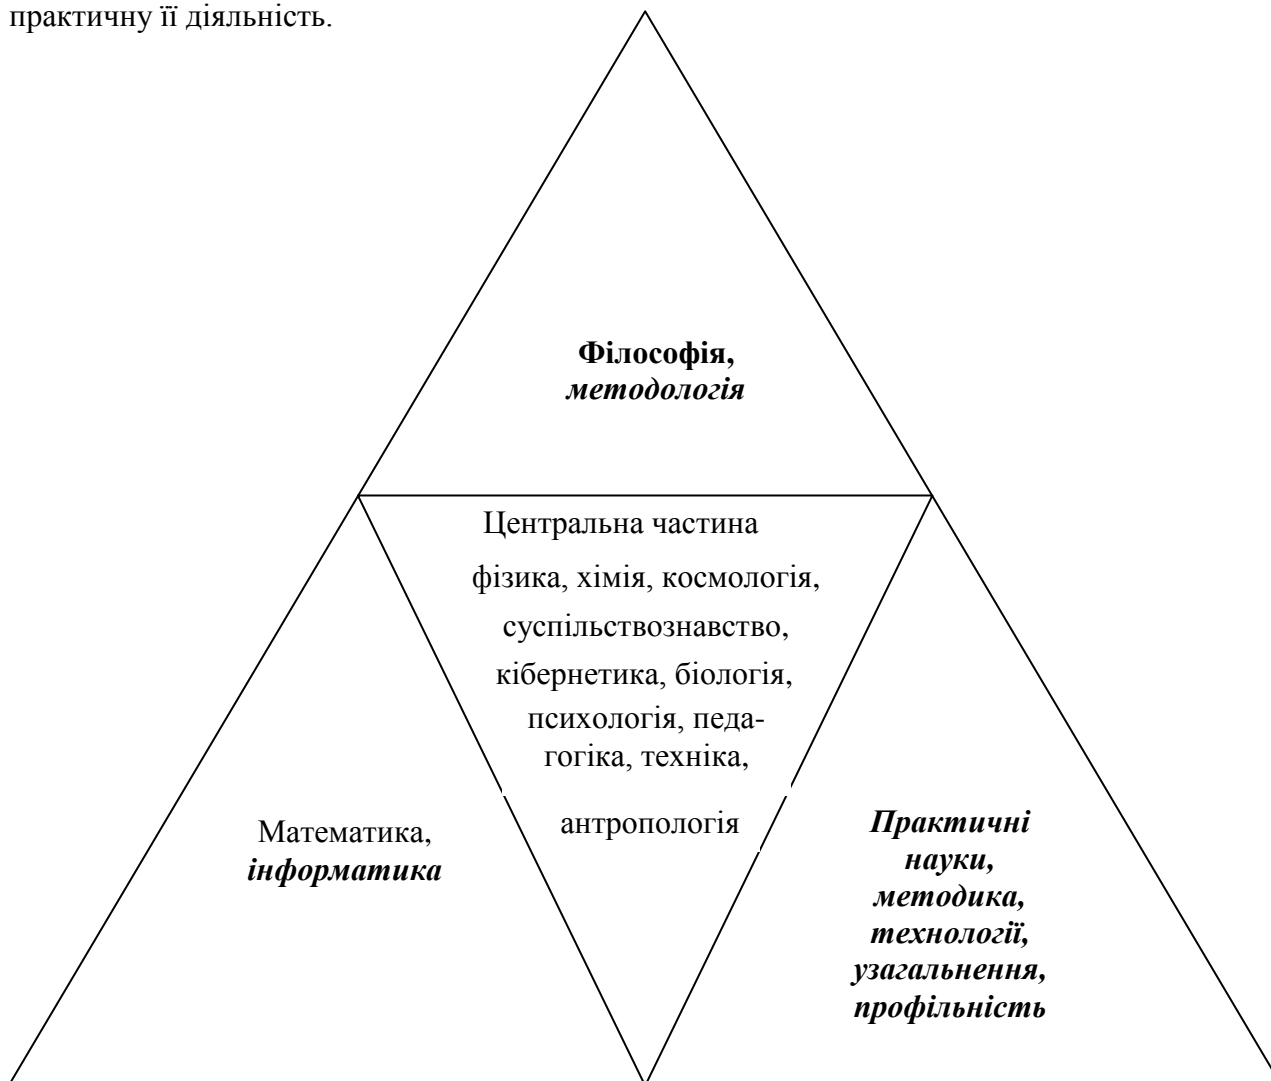 практичну її діяльність.
Філософія,
методологія
Центральна частина
фізика, хімія, космологія,
суспільствознавство,
кібернетика, біологія,
психологія, педа-
гогіка, техніка,
антропологія
Математика,
інформатика
Практичні
науки,
методика,
технології,
узагальнення,
профільність